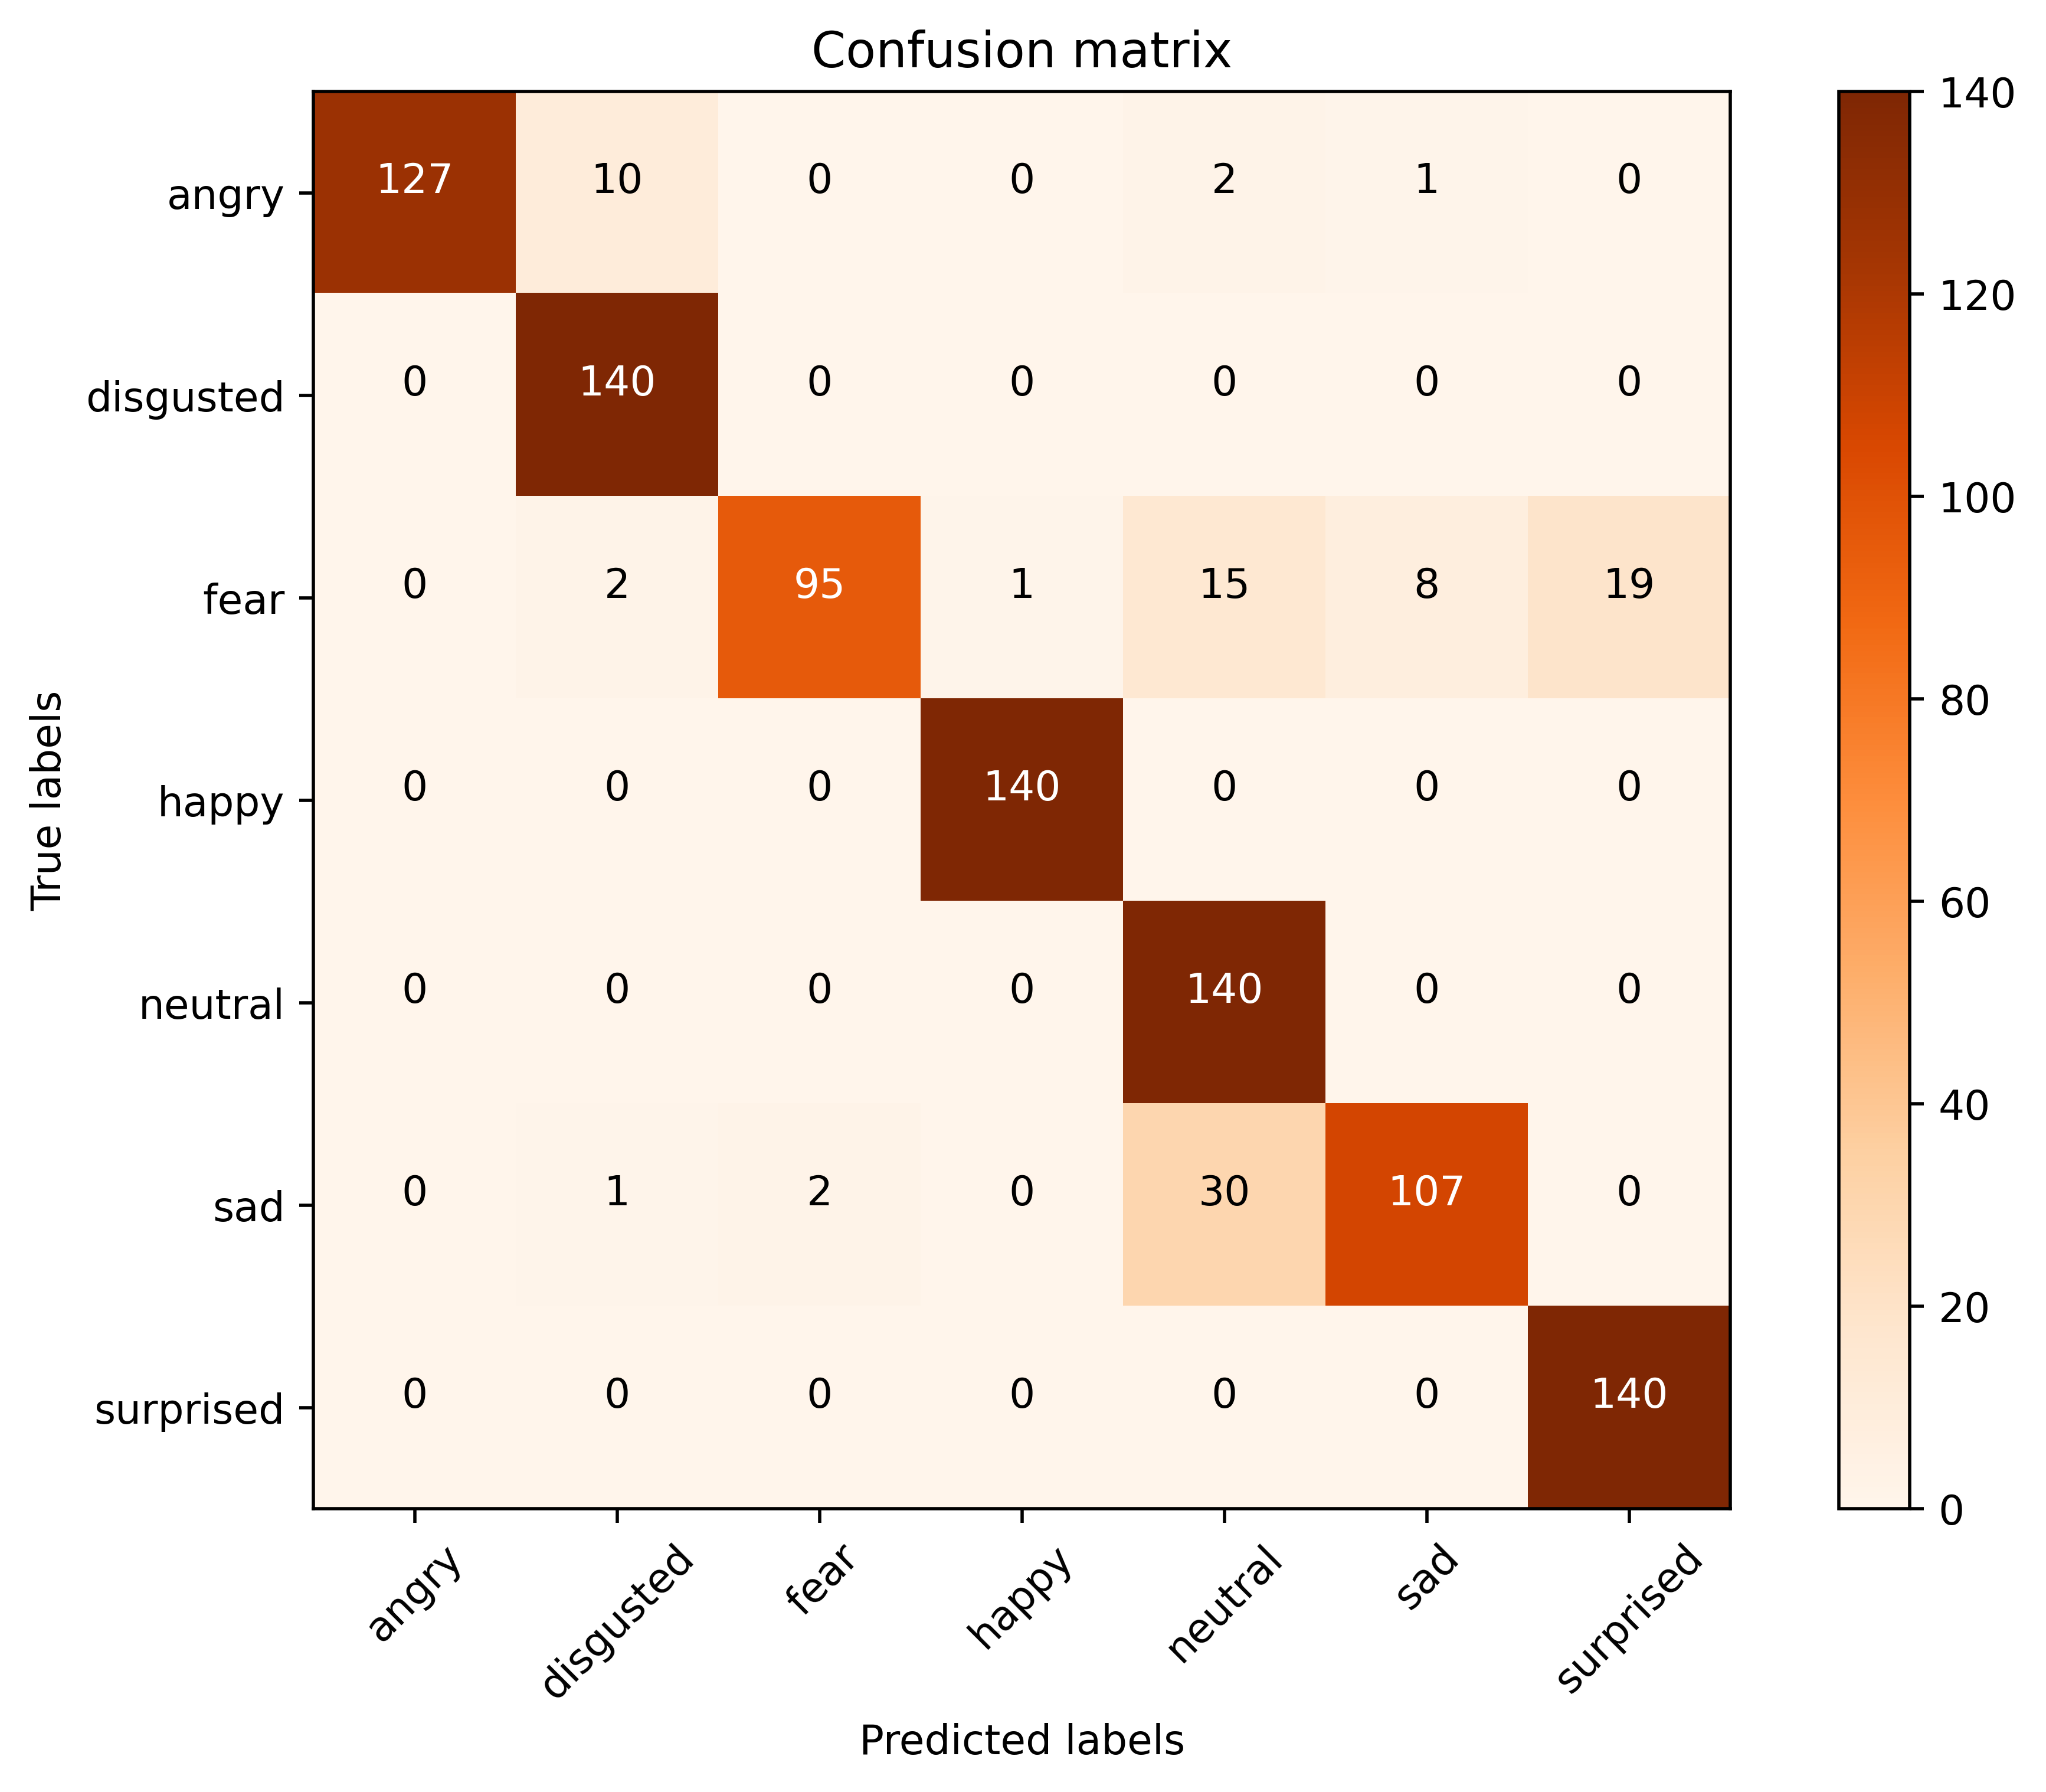 Confusion matrix
angry 127 10 0 0 2 1 0
disgusted 0 140 0 0 0 0 0
fear 0 2 95 1 15 8 19
happy 0 0 0 140 0 0 0
neutral 0 0 0 0 140 0 0
sad 0 1 2 0 30 107 0
surprised 0 0 0 0 0 0 140
True labels
angry disgusted fear happy neutral sad surprised
Predicted labels
140
120
100
80
60
40
20
0